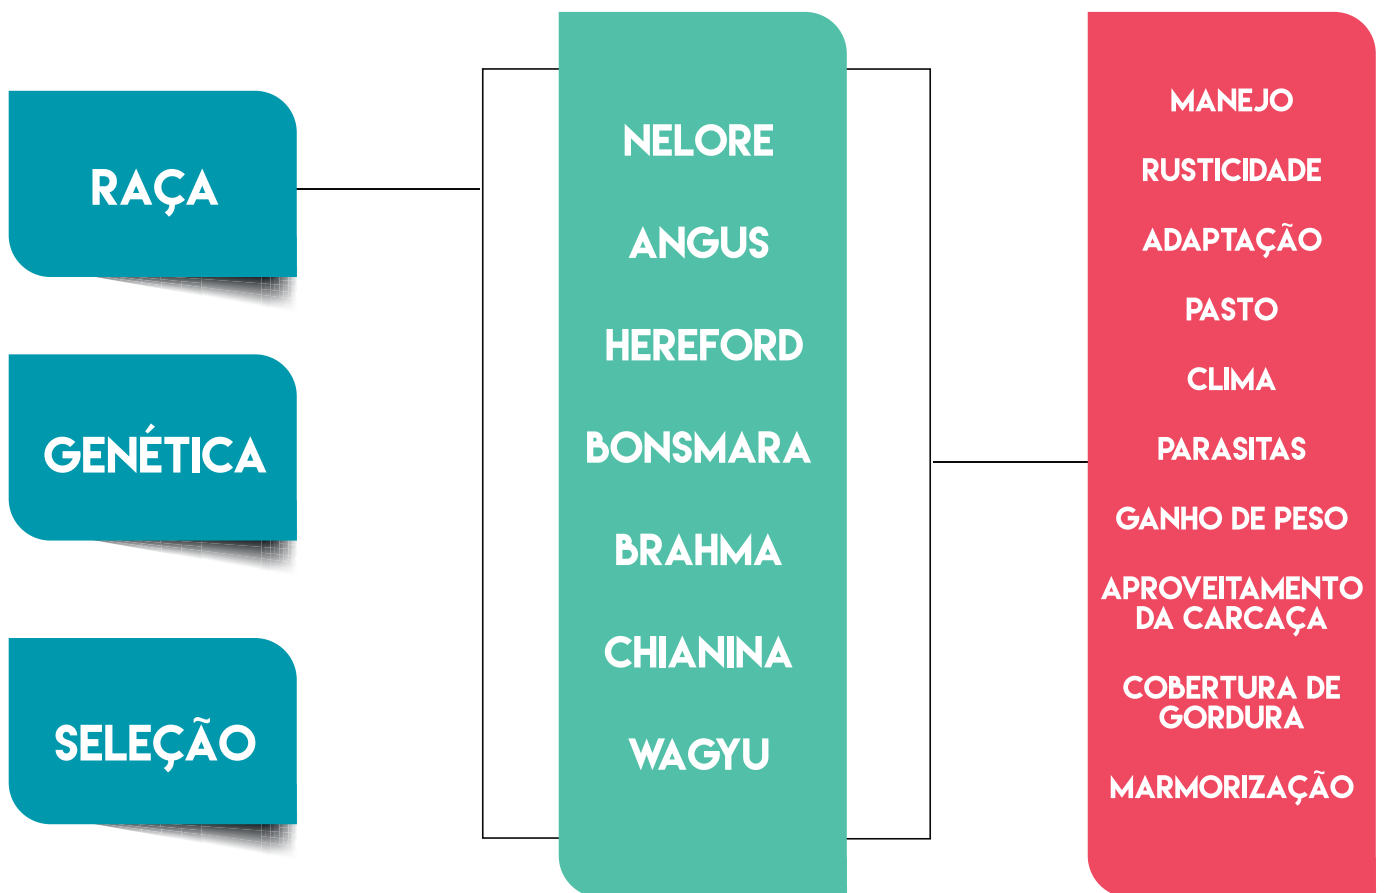 RAÇA
GENÉTICA
SELEÇÃO
NELORE
ANGUS
HEREFORD
BONSMARA
BRAHMA
CHIANINA
WAGYU
MANEJO
RUSTICIDADE
ADAPTAÇÃO
PASTO
CLIMA
PARASITAS
GANHO DE PESO
APROVEITAMENTO
DA CARCAÇA
COBERTURA DE
GORDURA
MARMORIZAÇÃO